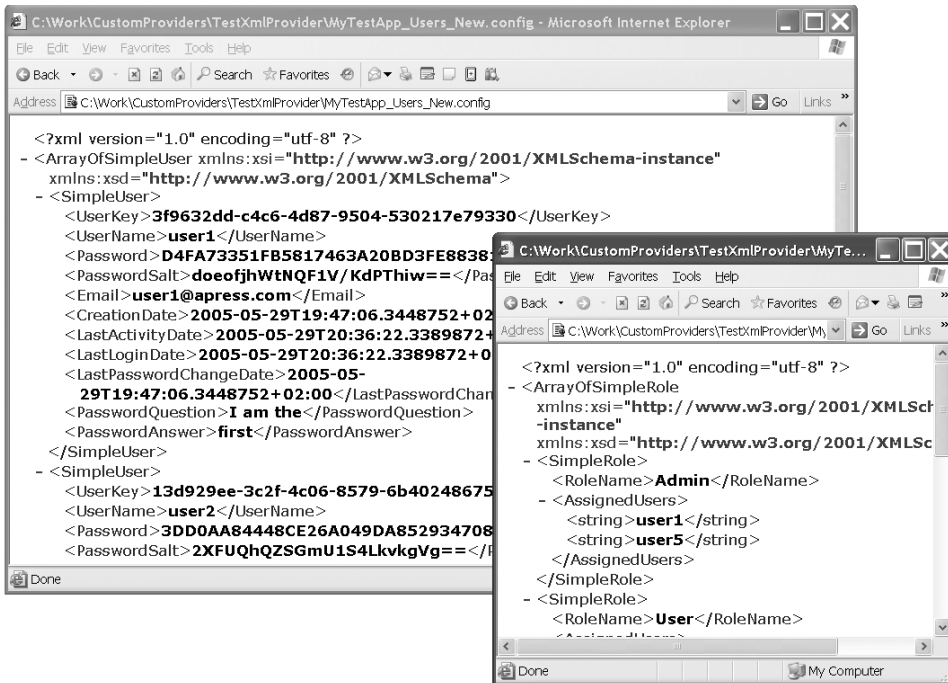 C:\Work\CustomProviders\TestXmlProvider\MyTestApp_Users_New.config - Microsoft Internet Explorer
File Edit View Favorites Tools Help
Back Search Favorites
Address C:\Work\CustomProviders\TestXmlProvider\MyTestApp_Users_New.config Go Links »
<?xml version="1.0" encoding="utf-8" ?>
- <ArrayOfSimpleUser xmlns:xsi="http://www.w3.org/2001/XMLSchema-instance"
xmlns:xsd="http://www.w3.org/2001/XMLSchema">
- <SimpleUser>
<UserKey>3f9632dd-c4c6-4d87-9504-530217e79330</UserKey>
<UserName>user1</UserName>
<Password>D4FA73351FB5817463A20BD3FE8838
<PasswordSalt>doeofjhWtNQF1V/KdPThiw==</Pas
<Email>user1@apress.com</Email>
<CreationDate>2005-05-29T19:47:06.3448752+02
<LastActivityDate>2005-05-29T20:36:22.3389872+
<LastLoginDate>2005-05-29T20:36:22.3389872+0
<LastPasswordChangeDate>2005-05-
29T19:47:06.3448752+02:00</LastPasswordChan
<PasswordQuestion>I am the</PasswordQuestion>
<PasswordAnswer>first</PasswordAnswer>
</SimpleUser>
- <SimpleUser>
<UserKey>13d929ee-3c2f-4c06-8579-6b40248675
<UserName>user2</UserName>
<Password>3DD0AA84448CE26A049DA852934708
<PasswordSalt>2XFUQhQZSGmU1S4LkvkgVg==</P
Done
C:\Work\CustomProviders\TestXmlProvider\MyTe...
File Edit View Favorites Tools Help »
Back Search Favorites »
Address C:\Work\CustomProviders\TestXmlProvider\My Go Links »
<?xml version="1.0" encoding="utf-8" ?>
- <ArrayOfSimpleRole
xmlns:xsi="http://www.w3.org/2001/XMLSch
-instance"
xmlns:xsd="http://www.w3.org/2001/XMLSc
- <SimpleRole>
<RoleName>Admin</RoleName>
- <AssignedUsers>
<string>user1</string>
<string>user5</string>
</AssignedUsers>
</SimpleRole>
- <SimpleRole>
<RoleName>User</RoleName>
<AssignedUsers>
Done My Computer